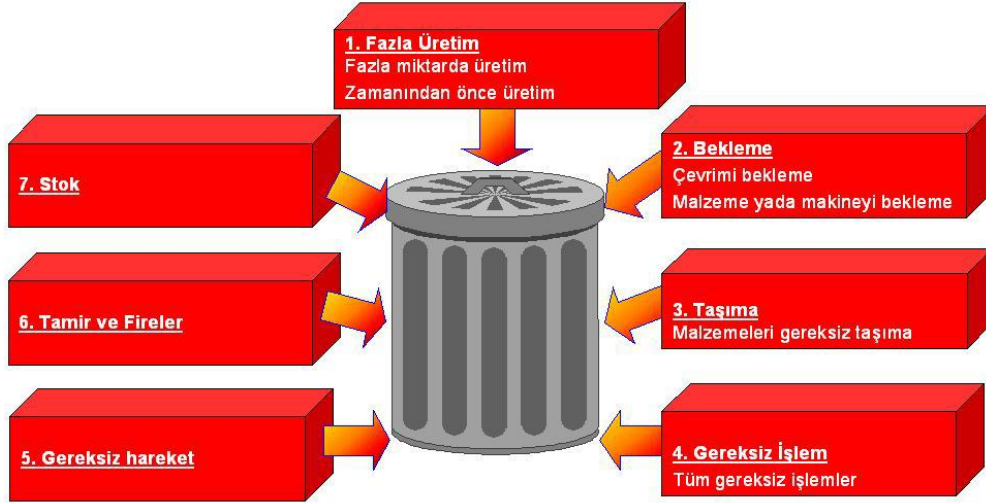 1. Fazla Üretim
Fazla miktarda üretim
Zamanından önce üretim
2. Bekleme
Çevrimi bekleme
Malzeme yada makineyi bekleme
3. Taşıma
Malzemeleri gereksiz taşıma
4. Gereksiz İşlem
Tüm gereksiz işlemler
5. Gereksiz hareket
6. Tamir ve Fireler
7. Stok